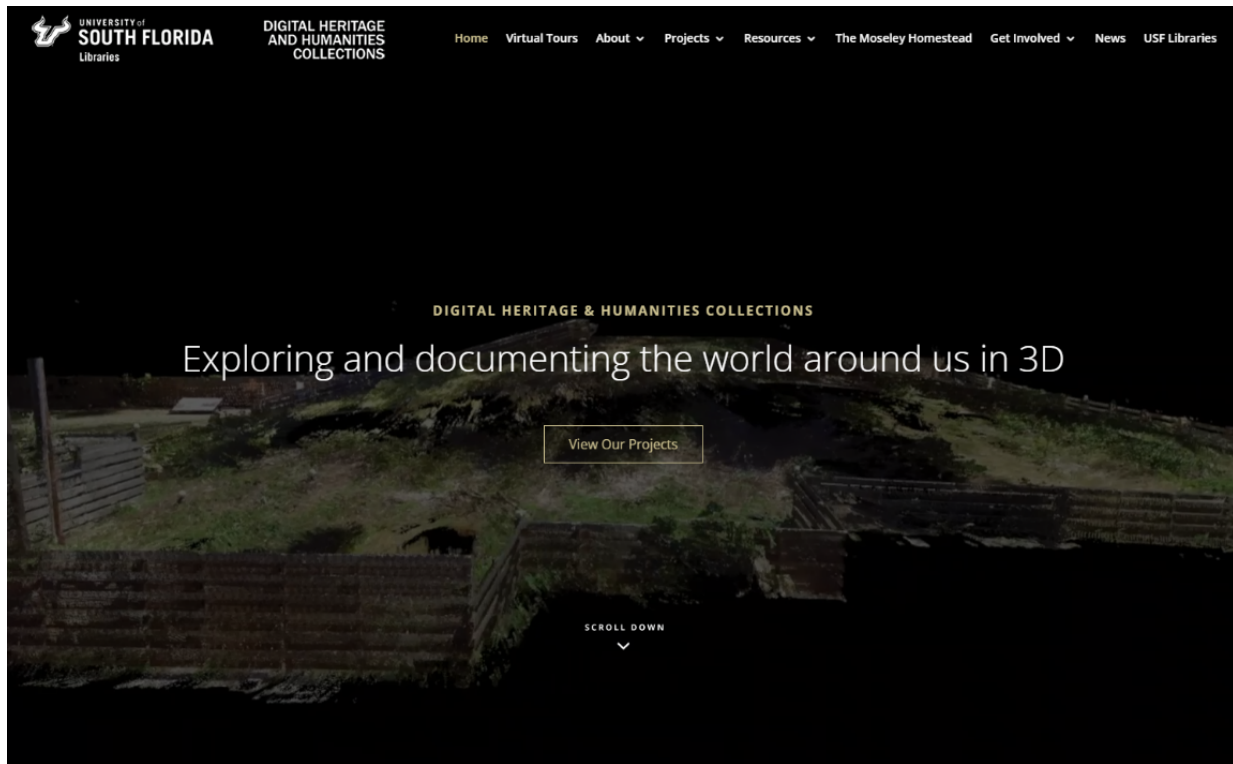 UNIVERSITY of
SOUTH FLORIDA
Libraries
DIGITAL HERITAGE
AND HUMANITIES
COLLECTIONS
Home Virtual Tours About Projects Resources The Moseley Homestead Get Involved News USF Libraries
DIGITAL HERITAGE & HUMANITIES COLLECTIONS
Exploring and documenting the world around us in 3D
View Our Projects
SCROLL DOWN